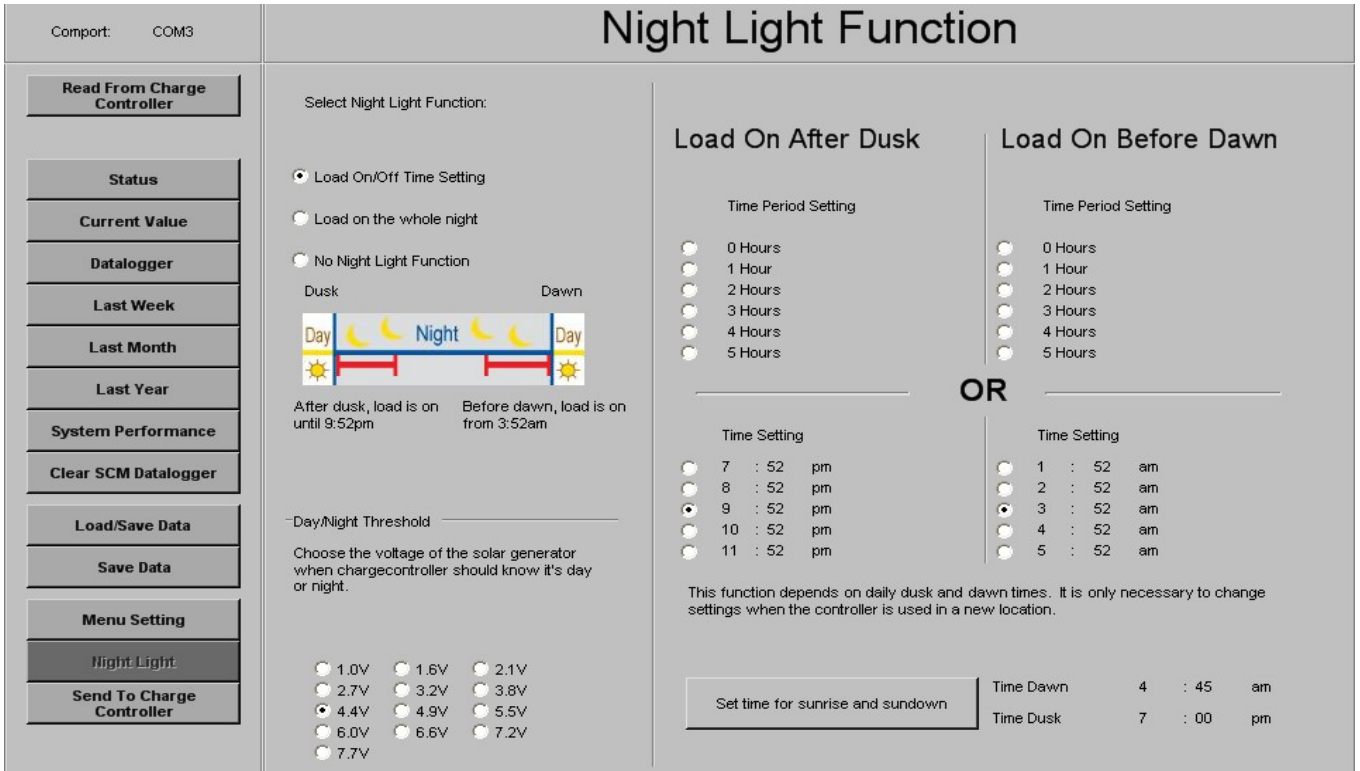 Comport: COM3
Night Light Function
Read From Charge
Controller
Status
Current Value
Datalogger
Last Week
Last Month
Last Year
System Performance
Clear SCM Datalogger
Load/Save Data
Save Data
Menu Setting
Night Light
Send To Charge
Controller
Select Night Light Function:
Load On/Off Time Setting
Load on the whole night
No Night Light Function
Dusk Dawn
Day Night Day
After dusk, load is on
until 9:52pm
Before dawn, load is on
from 3:52am
Day/Night Threshold
Choose the voltage of the solar generator
when chargecontroller should know it's day
or night.
1.0V 1.6V 2.1V
2.7V 3.2V 3.8V
4.4V 4.9V 5.5V
6.0V 6.6V 7.2V
7.7V
Load On After Dusk
Time Period Setting
0 Hours
1 Hour
2 Hours
3 Hours
4 Hours
5 Hours
Load On Before Dawn
Time Period Setting
0 Hours
1 Hour
2 Hours
3 Hours
4 Hours
5 Hours
OR
Time Setting
7 : 52 pm
8 : 52 pm
9 : 52 pm
10 : 52 pm
11 : 52 pm
Time Setting
1 : 52 am
2 : 52 am
3 : 52 am
4 : 52 am
5 : 52 am
This function depends on daily dusk and dawn times. It is only necessary to change
settings when the controller is used in a new location.
Set time for sunrise and sundown
Time Dawn 4 : 45 am
Time Dusk 7 : 00 pm